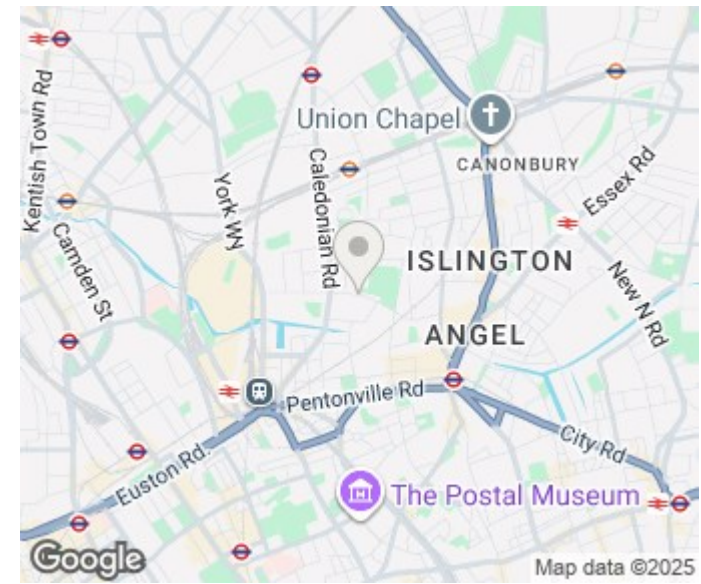 Kentish Town Rd
Union Chapel
CANONBURY
Caledonian Rd
York Wy
Essex Rd
Camden St
ISLINGTON
New N Rd
ANGEL
Pentonville Rd
City Rd
Euston Rd.
The Postal Museum
Google
Map data ©2025